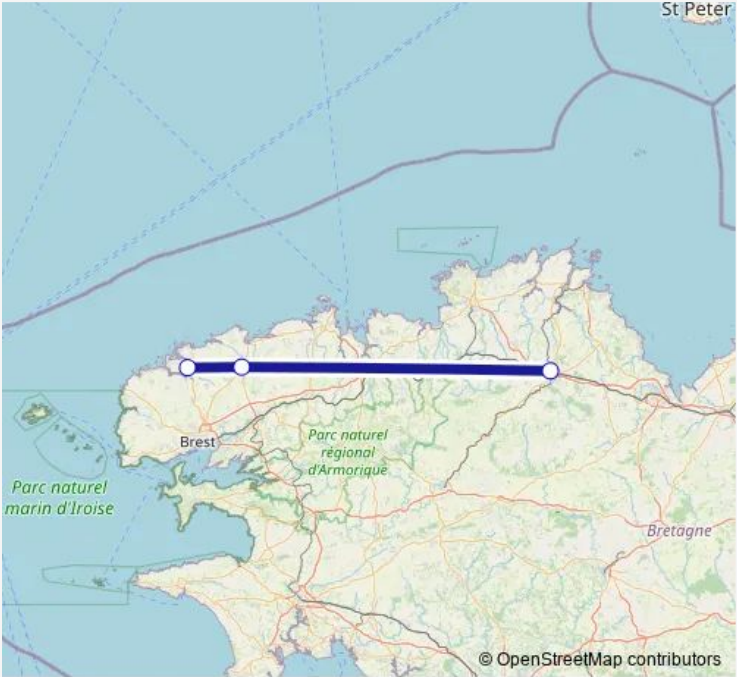 St Peter
Brest
Parc naturel
régional
d'Armorique
Parc naturel
marin d'Iroise
Bretagne
© OpenStreetMap contributors